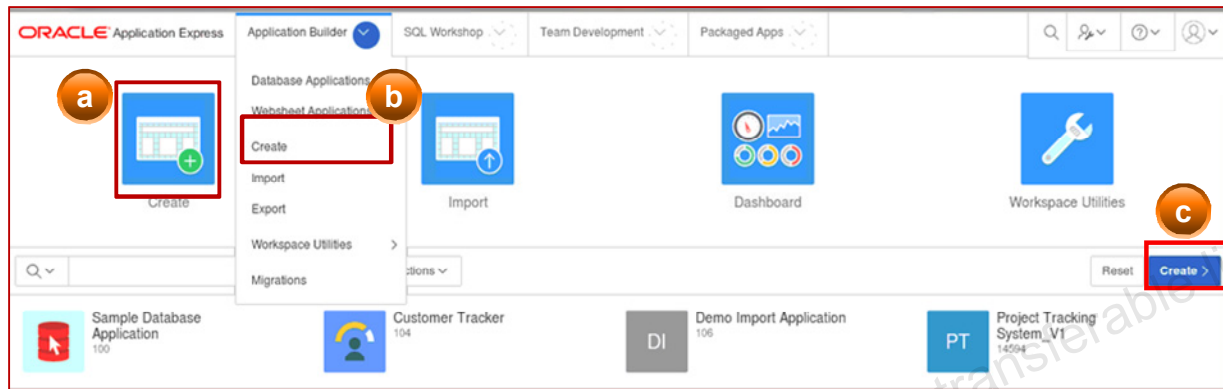 ORACLE Application Express
Application Builder
SQL Workshop
Team Development
Packaged Apps
a
b
Database Applications
Websheet Applications
Create
Import
Export
Workspace Utilities
Migrations
Create
Import
Dashboard
Workspace Utilities
c
Reset
Create >
Sample Database
Application
100
Customer Tracker
104
DI
Demo Import Application
106
PT
Project Tracking
System_V1
14594